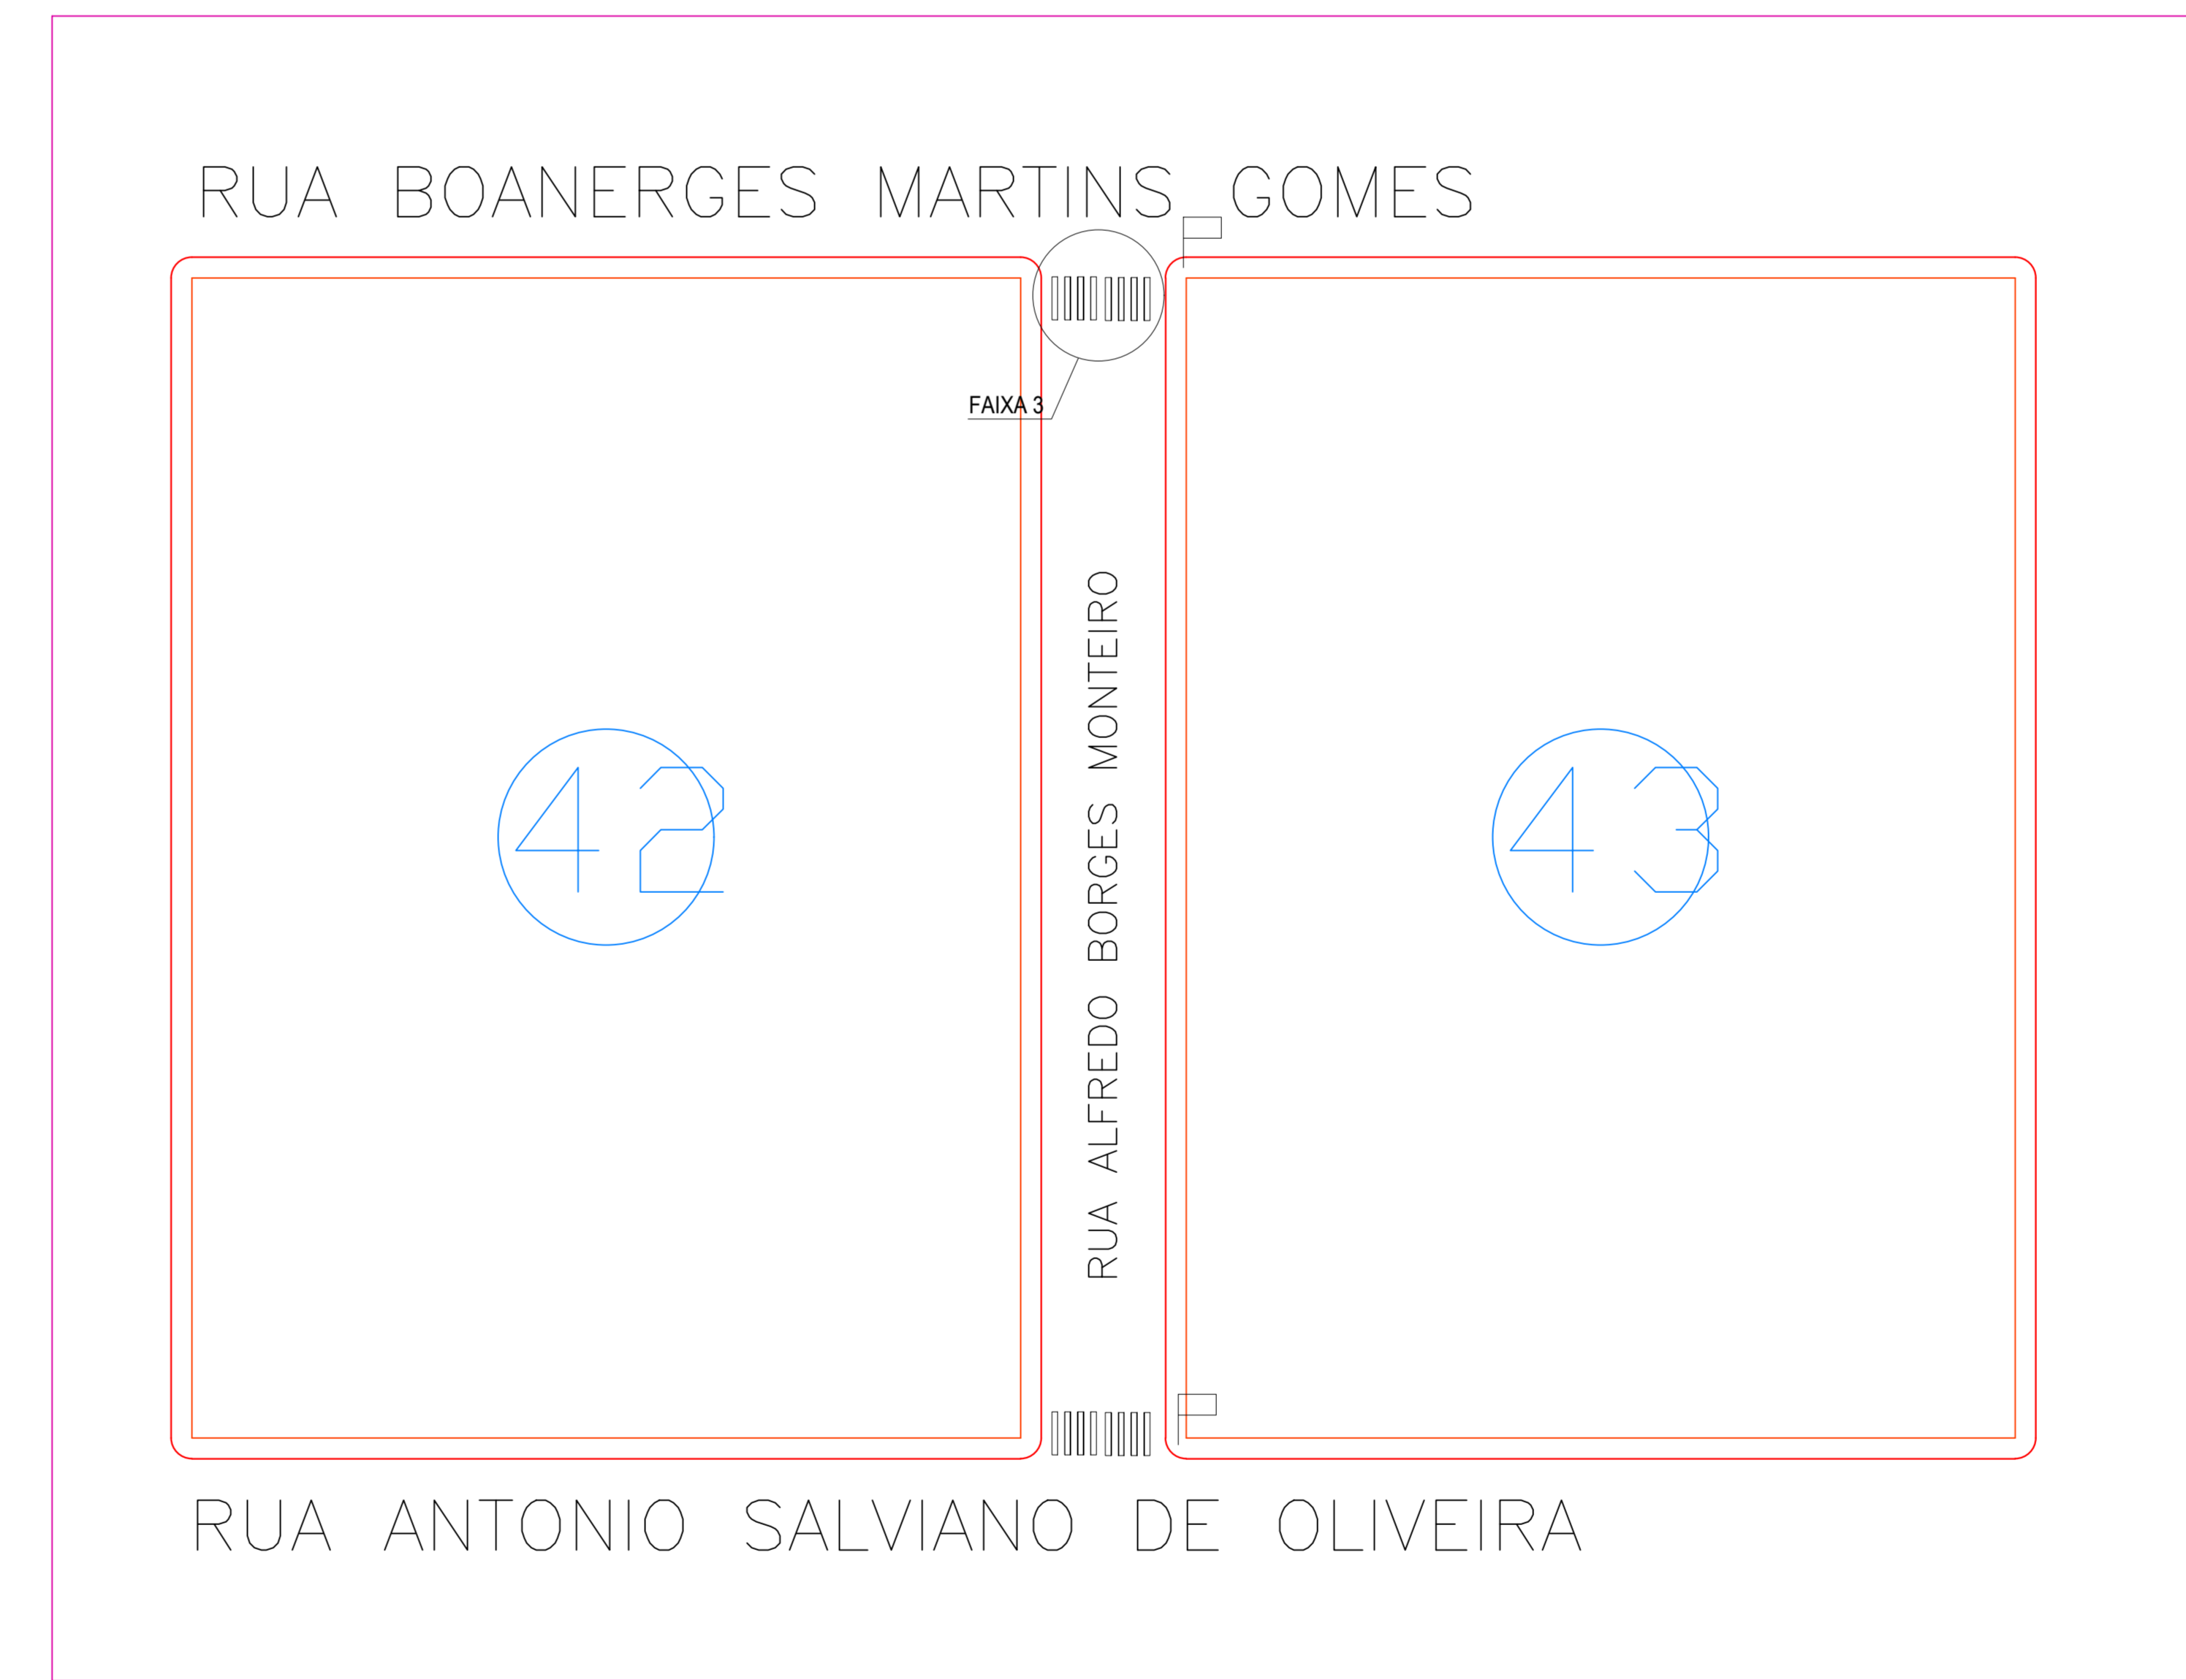 RUA BOANERGES MARTINS GOMES
FAIXA 3
RUA ALFREDO BORGES MONTEIRO
42
43
RUA ANTONIO SALVIANO DE OLIVEIRA